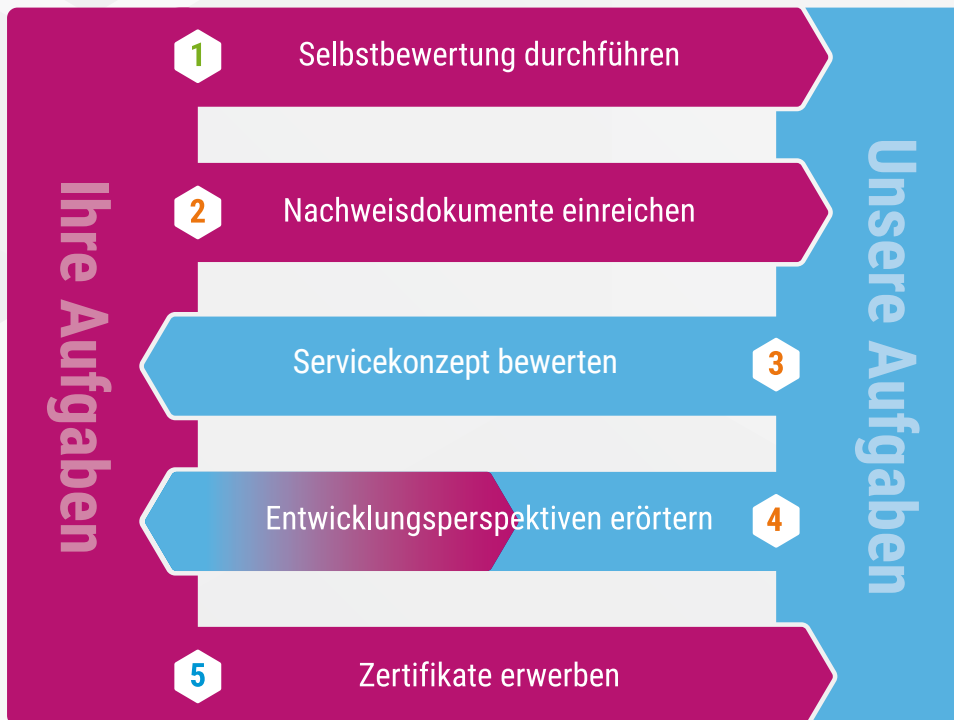 Ihre Aufgaben
Unsere Aufgaben
1 Selbstbewertung durchführen
2 Nachweisdokumente einreichen
Servicekonzept bewerten 3
Entwicklungsperspektiven erörtern 4
5 Zertifikate erwerben